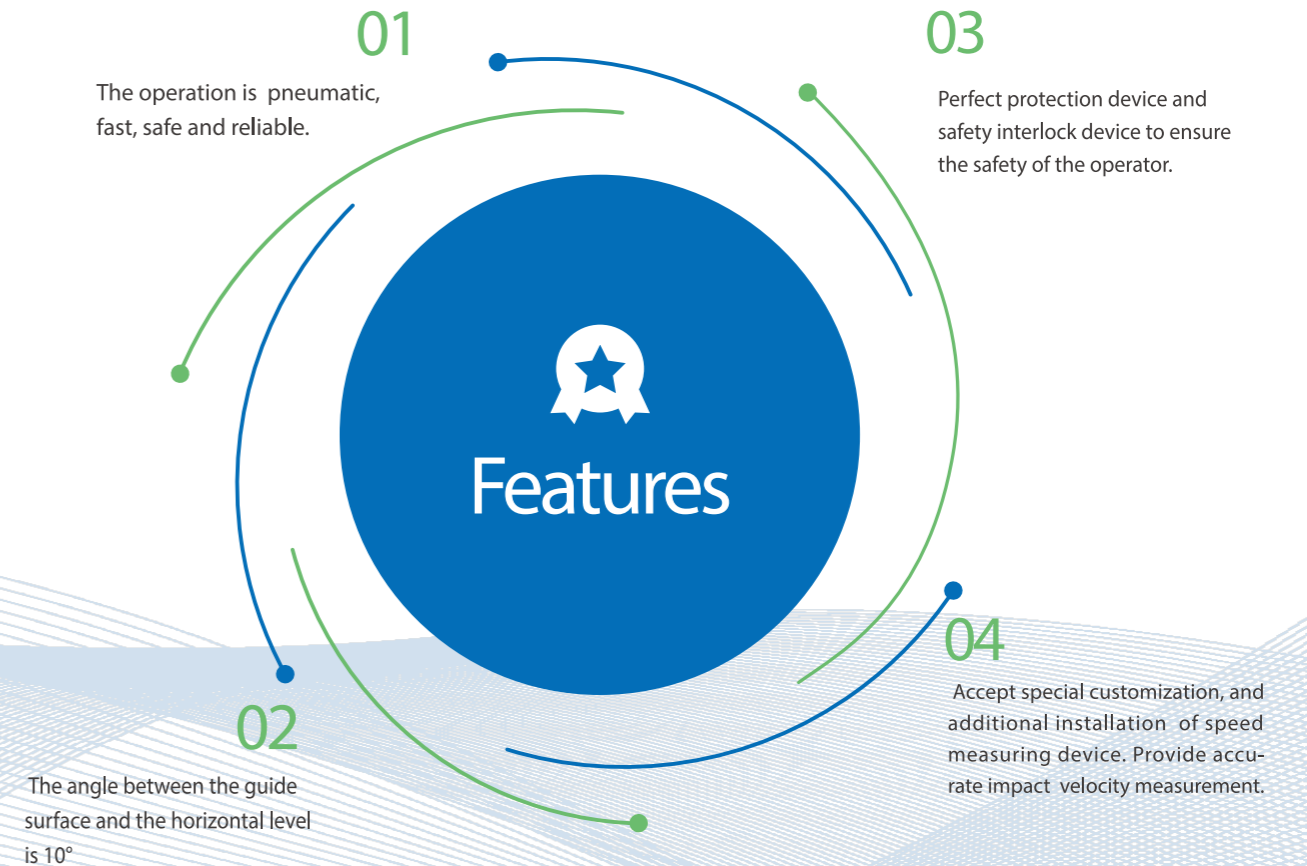 01
The operation is pneumatic,
fast, safe and reliable.
03
Perfect protection device and
safety interlock device to ensure
the safety of the operator.
Features
02
The angle between the guide
surface and the horizontal level
is 10°
04
Accept special customization, and
additional installation of speed
measuring device. Provide accu-
rate impact velocity measurement.